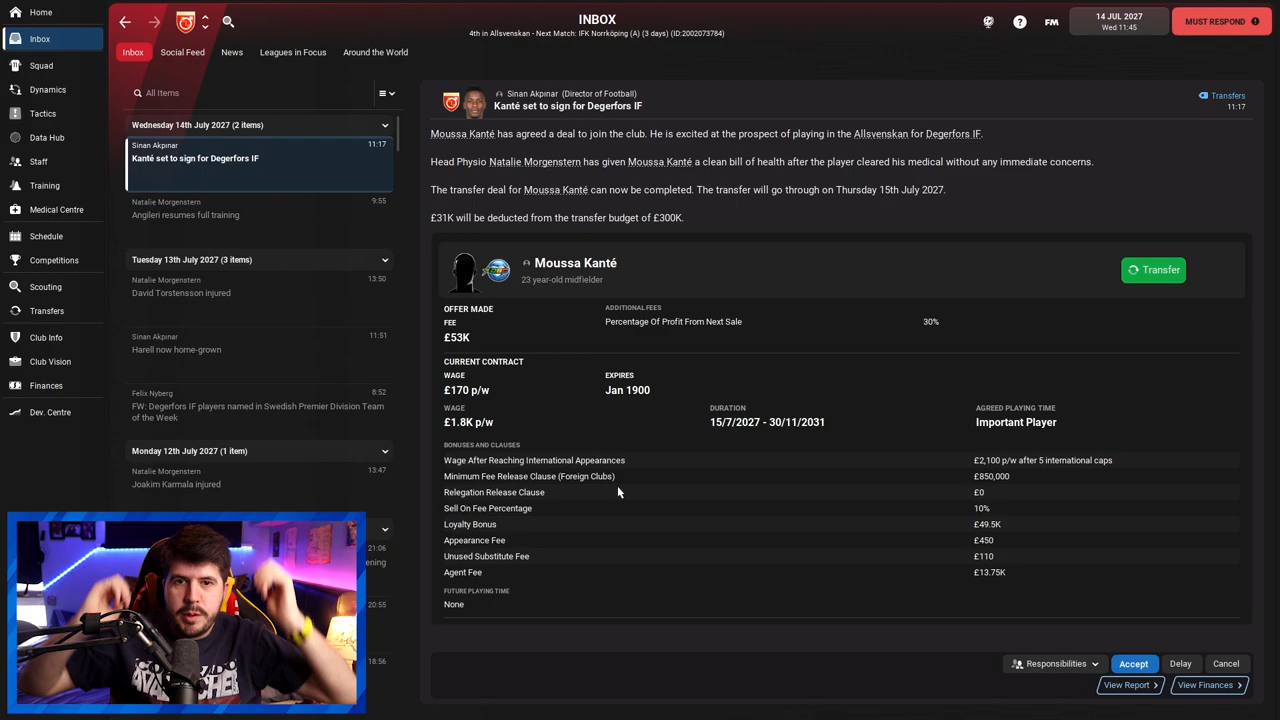 Home
Inbox
Squad
Dynamics
Tactics
Data Hub
Staff
Training
Medical Centre
Schedule
Competitions
Scouting
Transfers
Club Info
Club Vision
Finances
Dev. Centre
INBOX
4th in Allsvenskan - Next Match: IFK Norrköping (A) (3 days) (ID:2002073784)
?
FM
14 JUL 2027
Wed 11:45
MUST RESPOND
Inbox
Social Feed
News
Leagues in Focus
Around the World
All Items
Wednesday 14th July 2027 (2 items)
Sinan Akpınar
11:17
Kanté set to sign for Degerfors IF
Natalie Morgenstern
9:55
Angileri resumes full training
Tuesday 13th July 2027 (3 items)
Natalie Morgenstern
13:50
David Torstensson injured
Sinan Akpınar
11:51
Harell now home-grown
Felix Nyberg
8:52
FW: Degerfors IF players named in Swedish Premier Division Team
of the Week
Monday 12th July 2027 (1 item)
Natalie Morgenstern
13:47
Joakim Karmala injured
21:06
ening
20:55
18:56
Sinan Akpınar (Director of Football)
Kanté set to sign for Degerfors IF
Transfers
11:17
Moussa Kanté has agreed a deal to join the club. He is excited at the prospect of playing in the Allsvenskan for Degerfors IF.
Head Physio Natalie Morgenstern has given Moussa Kanté a clean bill of health after the player cleared his medical without any immediate concerns.
The transfer deal for Moussa Kanté can now be completed. The transfer will go through on Thursday 15th July 2027.
£31K will be deducted from the transfer budget of £300K.
Moussa Kanté
23 year-old midfielder
Transfer
OFFER MADE
ADDITIONAL FEES
FEE
Percentage Of Profit From Next Sale
30%
£53K
CURRENT CONTRACT
WAGE
EXPIRES
£170 p/w
Jan 1900
WAGE
DURATION
AGREED PLAYING TIME
£1.8K p/w
15/7/2027 - 30/11/2031
Important Player
BONUSES AND CLAUSES
Wage After Reaching International Appearances
£2,100 p/w after 5 international caps
Minimum Fee Release Clause (Foreign Clubs)
£850,000
Relegation Release Clause
£0
Sell On Fee Percentage
10%
Loyalty Bonus
£49.5K
Appearance Fee
£450
Unused Substitute Fee
£110
Agent Fee
£13.75K
FUTURE PLAYING TIME
None
Responsibilities
Accept
Delay
Cancel
View Report
View Finances